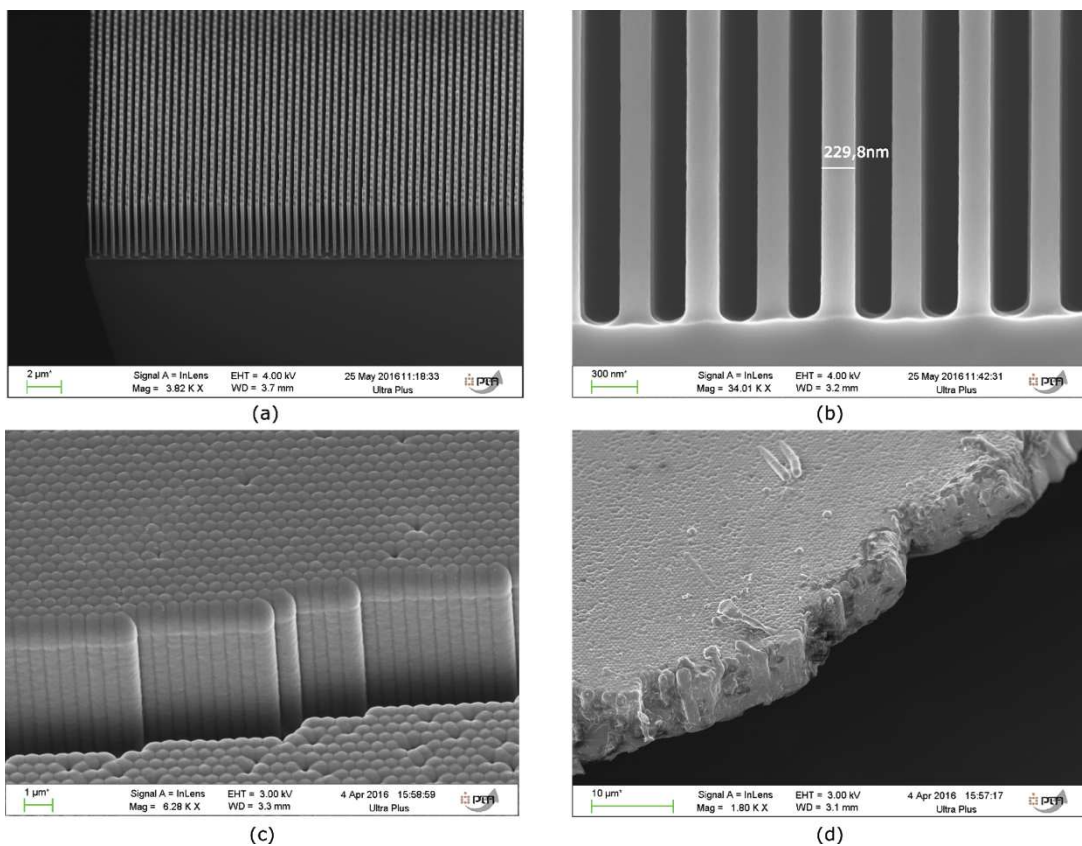 2 µm*
Signal A = InLens
Mag = 3.82 K X
EHT = 4.00 kV
WD = 3.7 mm
25 May 2016 11:18:33
Ultra Plus
PTA
(a)
229,8nm
300 nm*
Signal A = InLens
Mag = 34.01 K X
EHT = 4.00 kV
WD = 3.2 mm
25 May 2016 11:42:31
Ultra Plus
PTA
(b)
1 µm*
Signal A = InLens
Mag = 6.28 K X
EHT = 3.00 kV
WD = 3.3 mm
4 Apr 2016 15:58:59
Ultra Plus
PTA
(c)
10 µm*
Signal A = InLens
Mag = 1.80 K X
EHT = 3.00 kV
WD = 3.1 mm
4 Apr 2016 15:57:17
Ultra Plus
PTA
(d)